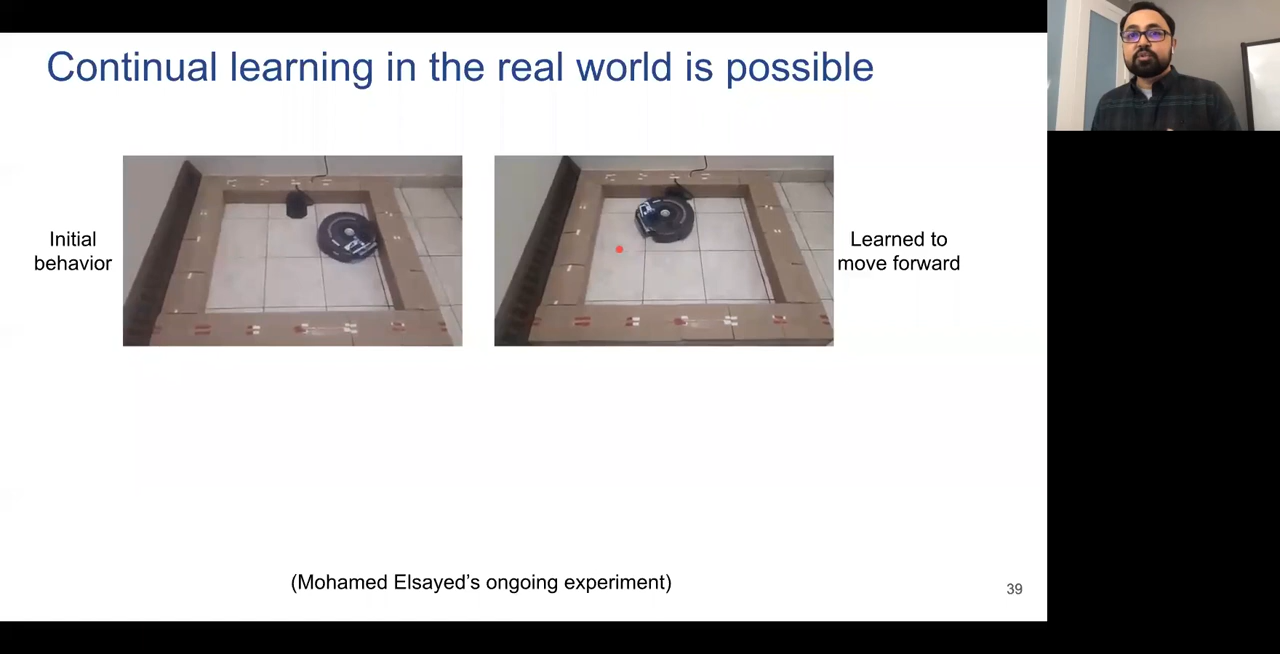 Continual learning in the real world is possible
Initial
behavior
Learned to
move forward
(Mohamed Elsayed's ongoing experiment)
39